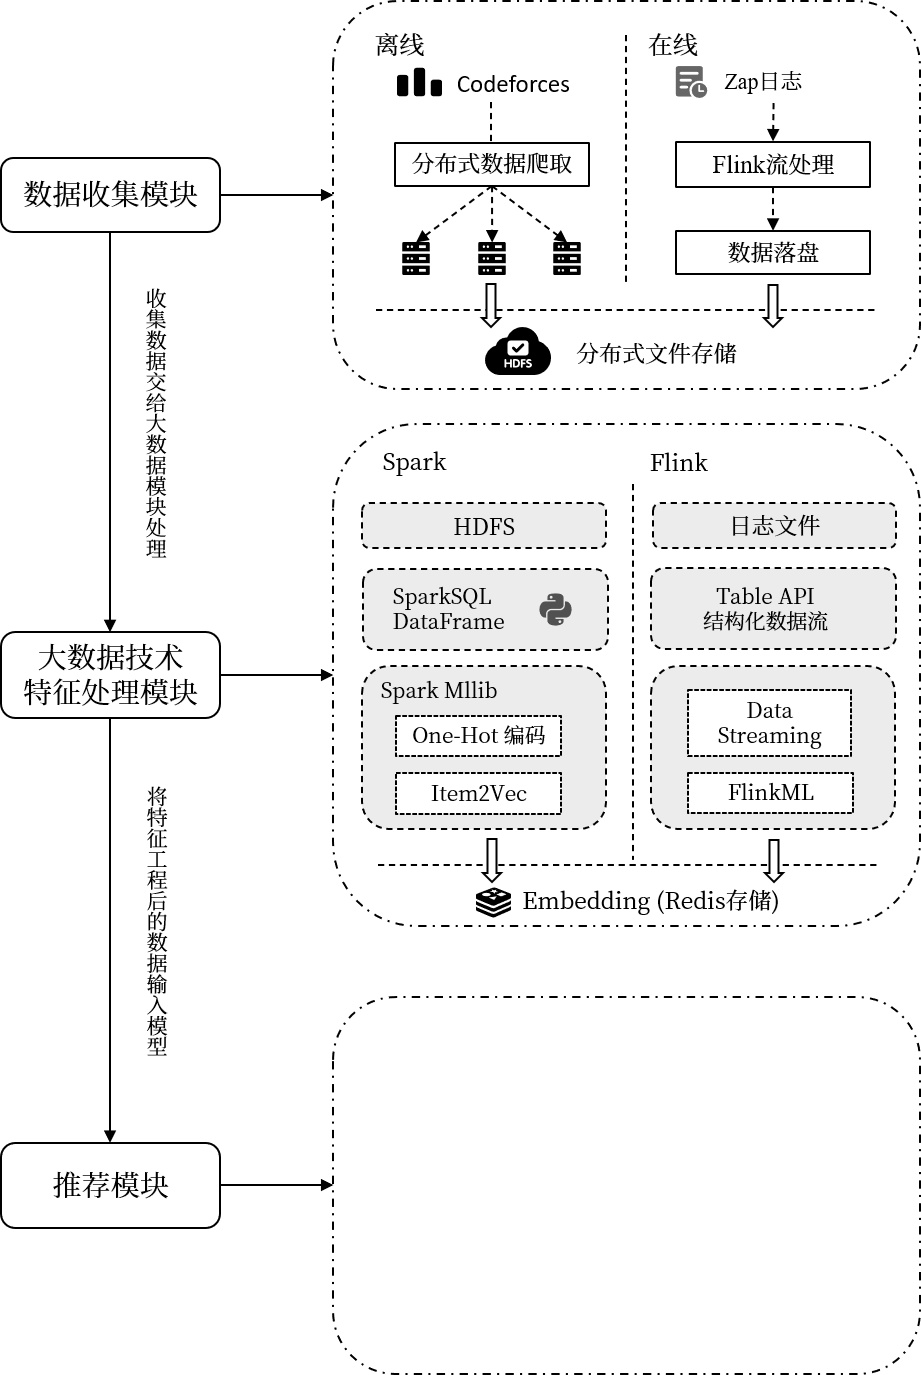 离线
在线
Codeforces
Zap日志
分布式数据爬取
Flink流处理
数据收集模块
数据落盘
HDFS
分布式文件存储
收集数据交给大数据模块处理
Spark
Flink
HDFS
日志文件
SparkSQL
DataFrame
Table API
结构化数据流
大数据技术
特征处理模块
Spark Mllib
One-Hot 编码
Item2Vec
Data
Streaming
FlinkML
Embedding (Redis存储)
将特征工程后的数据输入模型
推荐模块